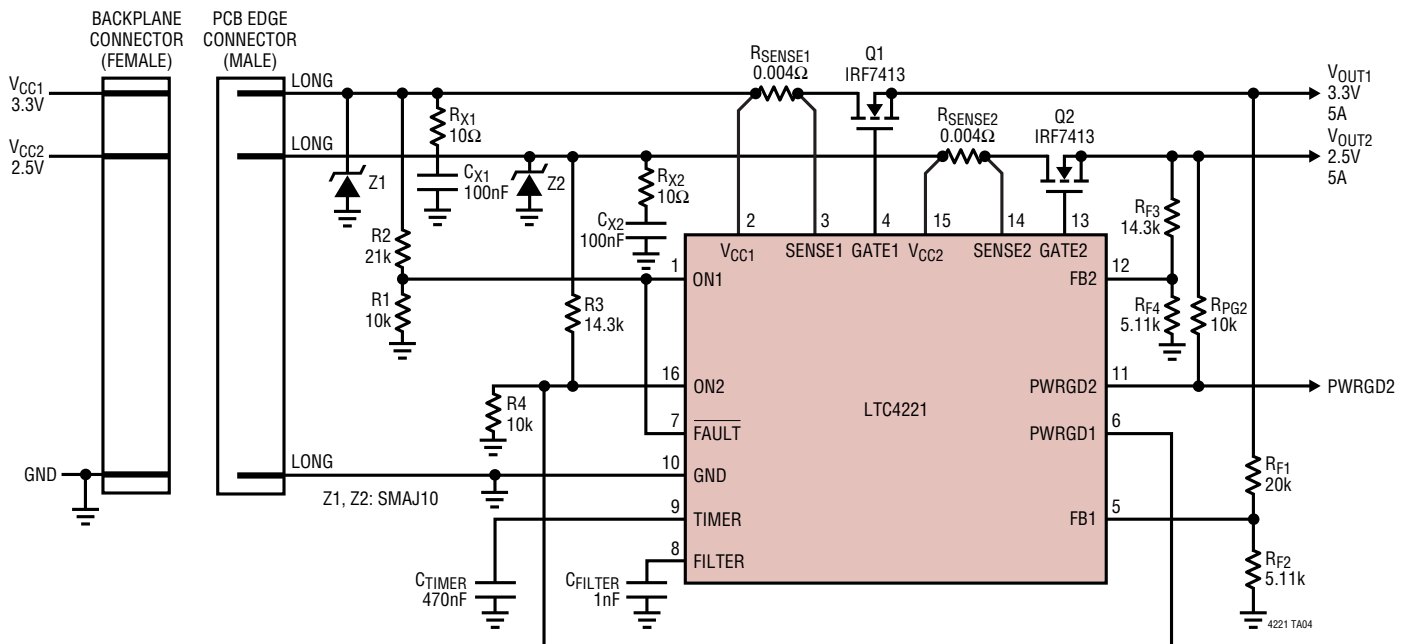 BACKPLANE
CONNECTOR
(FEMALE)
PCB EDGE
CONNECTOR
(MALE)
VCC1
3.3V
LONG
RSENSE1
0.004Ω
Q1
IRF7413
VOUT1
3.3V
5A
VCC2
2.5V
LONG
RX1
10Ω
CX1
100nF
Z1
Z2
RX2
10Ω
CX2
100nF
RSENSE2
0.004Ω
Q2
IRF7413
VOUT2
2.5V
5A
R2
21k
R1
10k
R3
14.3k
R4
10k
2
3
4
15
14
13
VCC1
SENSE1
GATE1
VCC2
SENSE2
GATE2
1
ON1
16
ON2
7
FAULT
10
GND
9
TIMER
8
FILTER
LTC4221
FB2
12
PWRGD2
11
PWRGD1
6
FB1
5
RF3
14.3k
RF4
5.11k
RPG2
10k
PWRGD2
RF1
20k
RF2
5.11k
GND
LONG
Z1, Z2: SMAJ10
CTIMER
470nF
CFILTER
1nF
4221 TA04